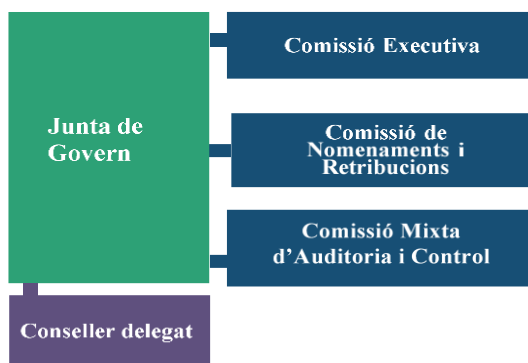 Junta de
Govern
Comissió Executiva
Comissió de
Nomenaments i
Retribucions
Comissió Mixta
d’Auditoria i Control
Conseller delegat